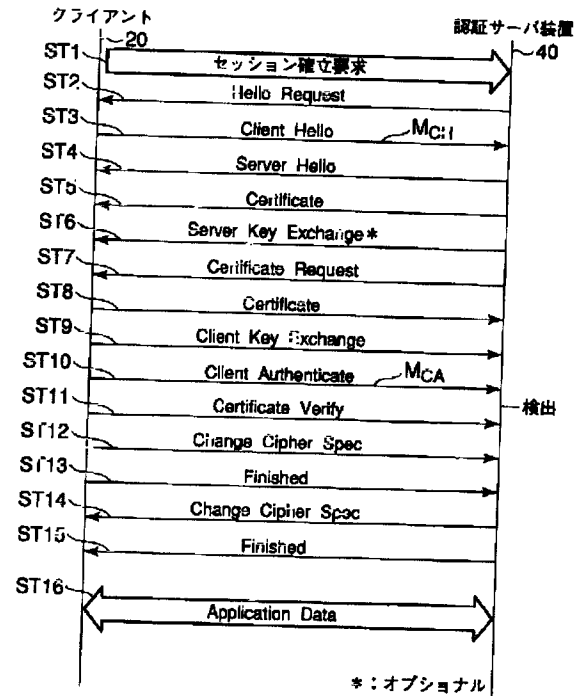 クライアント
認証サーバ装置
20
40
ST1
セッション確立要求
ST2
Hello Request
ST3
Client Hello
MCH
ST4
Server Hello
ST5
Certificate
ST6
Server Key Exchange*
ST7
Certificate Request
ST8
Certificate
ST9
Client Key Exchange
ST10
Client Authenticate
MCA
ST11
Certificate Verify
検出
ST12
Change Cipher Spec
ST13
Finished
ST14
Change Cipher Spec
ST15
Finished
ST16
Application Data
*:オプショナル